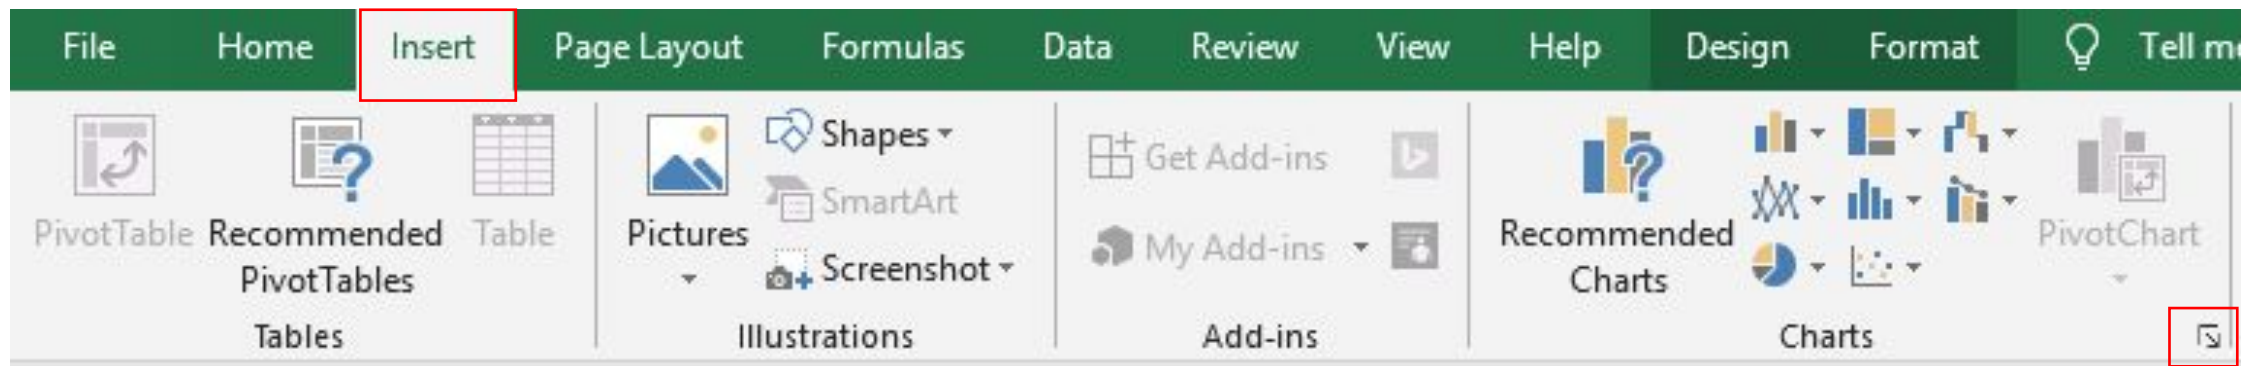 File Home Insert Page Layout Formulas Data Review View Help Design Format
PivotTable
Recommended
PivotTables
Table
Pictures
Shapes
SmartArt
Screenshot
Get Add-ins
My Add-ins
Recommended
Charts
PivotChart
Tables Illustrations Add-ins Charts
Tell